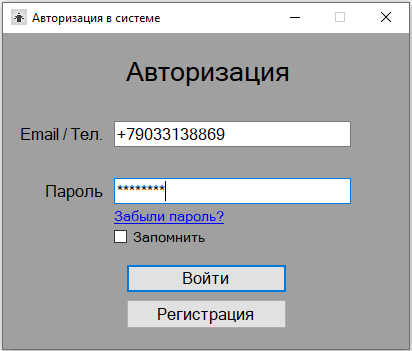 Авторизация в системе
Авторизация
Email / Тел. +79033138869
Пароль ********
Забыли пароль?
Запомнить
Войти
Регистрация